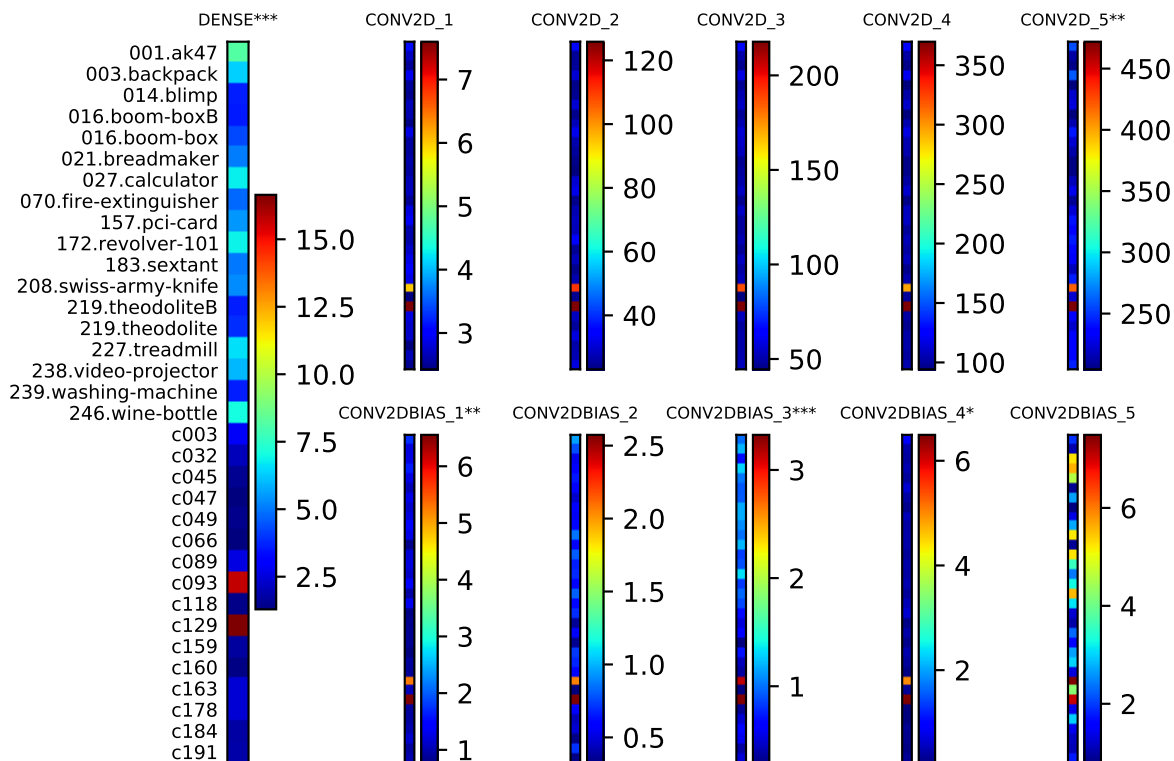 DENSE***
001.ak47
003.backpack
014.blimp
016.boom-boxB
016.boom-box
021.breadmaker
027.calculator
070.fire-extinguisher
157.pci-card
172.revolver-101
183.sextant
208.swiss-army-knife
219.theodoliteB
219.theodolite
227.treadmill
238.video-projector
239.washing-machine
246.wine-bottle
c003
c032
c045
c047
c049
c066
c089
c093
c118
c129
c159
c160
c163
c178
c184
c191
15.0
12.5
10.0
7.5
5.0
2.5
CONV2D_1
7
6
5
4
3
CONV2D_2
120
100
80
60
40
CONV2D_3
200
150
100
50
CONV2D_4
350
300
250
200
150
100
CONV2D_5**
450
400
350
300
250
CONV2DBIAS_1**
6
5
4
3
2
1
CONV2DBIAS_2
2.5
2.0
1.5
1.0
0.5
CONV2DBIAS_3***
3
2
1
CONV2DBIAS_4*
6
4
2
CONV2DBIAS_5
6
4
2